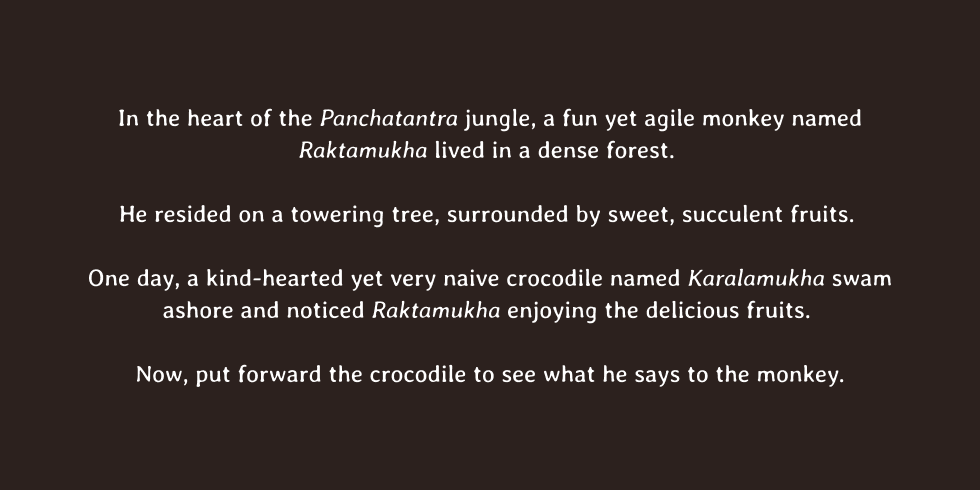 In the heart of the Panchatantra jungle, a fun yet agile monkey named
Raktamukha lived in a dense forest.
He resided on a towering tree, surrounded by sweet, succulent fruits.
One day, a kind-hearted yet very naive crocodile named Karalamukha swam
ashore and noticed Raktamukha enjoying the delicious fruits.
Now, put forward the crocodile to see what he says to the monkey.